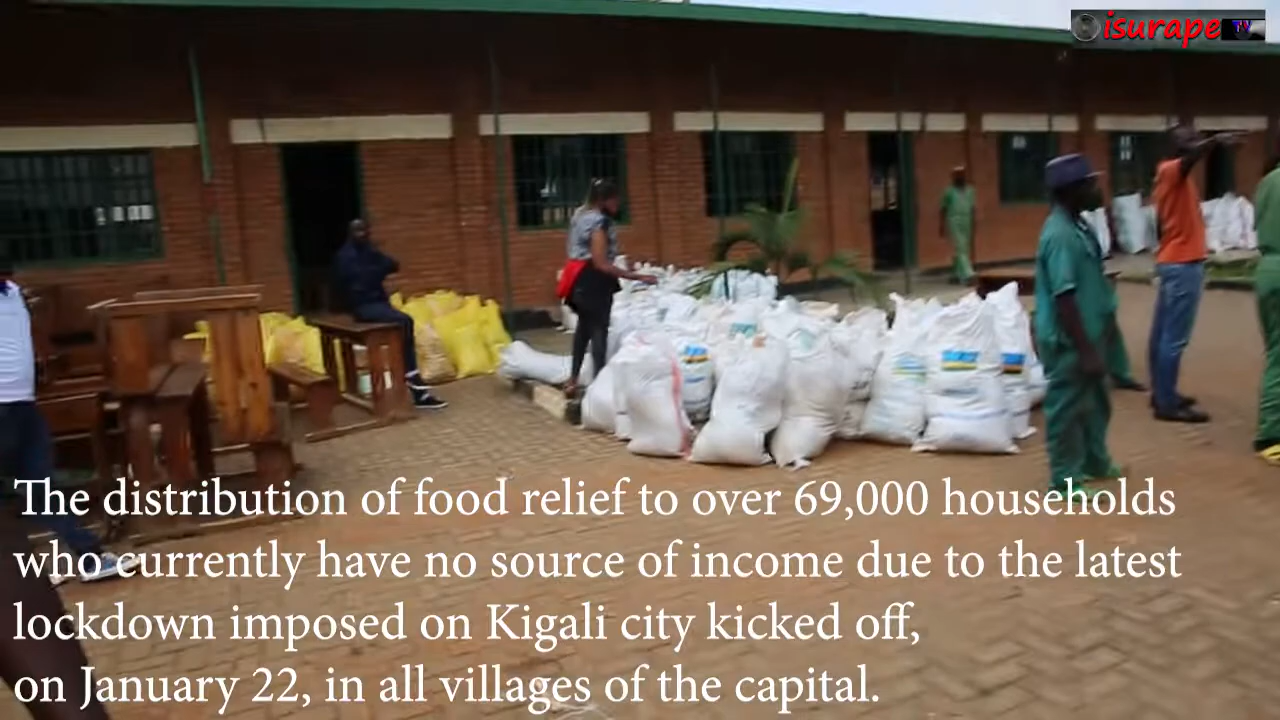 isurape TV
The distribution of food relief to over 69,000 households
who currently have no source of income due to the latest
lockdown imposed on Kigali city kicked off,
on January 22, in all villages of the capital.